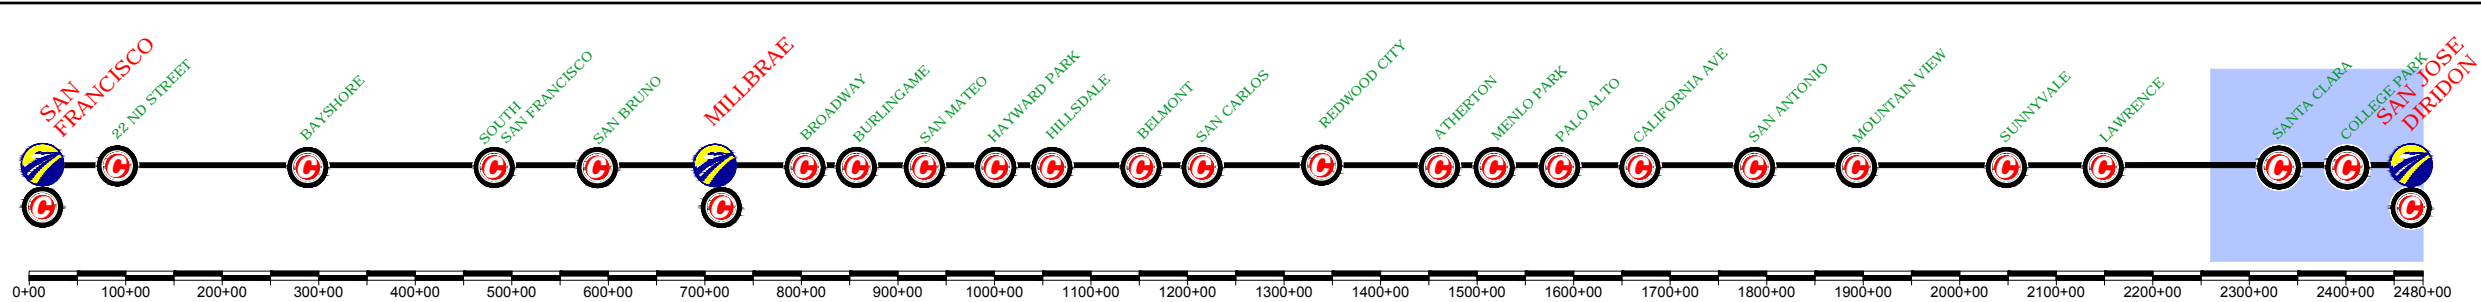 SAN
FRANCISCO
22 ND STREET
BAYSHORE
SOUTH
SAN FRANCISCO
SAN BRUNO
MILLBRAE
BROADWAY
BURLINGAME
SAN MATEO
HAYWARD PARK
HILLSDALE
BELMONT
SAN CARLOS
REDWOOD CITY
ATHERTON
MENLO PARK
PALO ALTO
CALIFORNIA AVE
SAN ANTONIO
MOUNTAIN VIEW
SUNNYVALE
LAWRENCE
SANTA CLARA
COLLEGE PARK
SAN JOSE
DIRIDON
C C C C C C C C C C C C C C C C C C C C C C
C C C
0+00 100+00 200+00 300+00 400+00 500+00 600+00 700+00 800+00 900+00 1000+00 1100+00 1200+00 1300+00 1400+00 1500+00 1600+00 1700+00 1800+00 1900+00 2000+00 2100+00 2200+00 2300+00 2400+00 2480+00